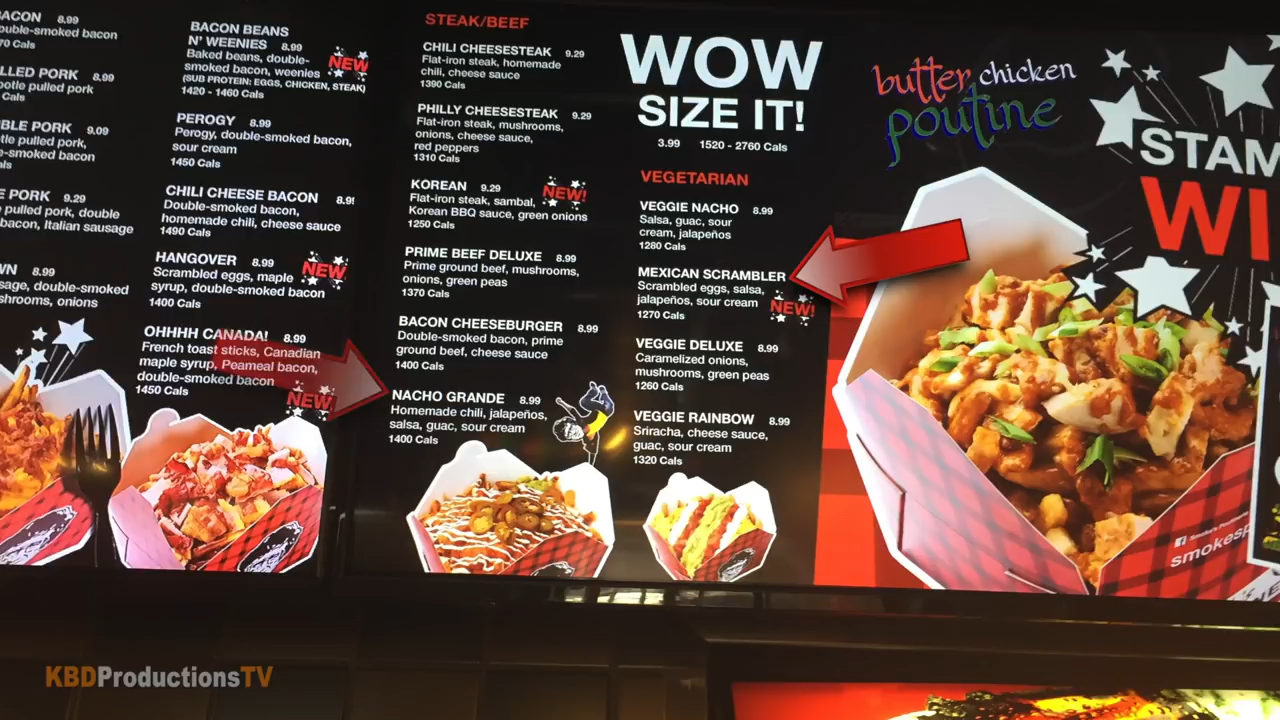 BACON 8.99
double-smoked bacon
Cals
PORK 8.99
pulled pork
Cals
PORK 9.09
pulled pork,
bacon
PORK 9.29
pulled pork, double
bacon, Italian sausage
8.99
double-smoked
onions
BACON BEANS
N' WEENIES 8.99
NEW
Baked beans, double-
smoked bacon, weenies
(SUB PROTEIN: EGGS, CHICKEN, STEAK)
1420 - 1460 Cals
PEROGY 8.99
Perogy, double-smoked bacon,
sour cream
1450 Cals
CHILI CHEESE BACON
Double-smoked bacon,
homemade chili, cheese sauce
1490 Cals
HANGOVER 8.99
NEW!
Scrambled eggs, maple
syrup, double-smoked bacon
1400 Cals
OHHHH CANADA! 8.99
French toast sticks, Canadian
maple syrup, Peameal bacon,
double-smoked bacon
1450 Cals
NEW!
STEAK/BEEF
CHILI CHEESESTEAK 9.29
Flat-iron steak, homemade
chili, cheese sauce
1390 Cals
PHILLY CHEESESTEAK 9.29
Flat-iron steak, mushrooms,
onions, cheese sauce,
red peppers
1310 Cals
KOREAN 9.29
NEW!
Flat-iron steak, sambal,
Korean BBQ sauce, green onions
1250 Cals
PRIME BEEF DELUXE 8.99
Prime ground beef, mushrooms,
onions, green peas
1370 Cals
BACON CHEESEBURGER 8.99
Double-smoked bacon, prime
ground beef, cheese sauce
1400 Cals
NACHO GRANDE 8.99
Homemade chili, jalapeños,
salsa, guac, sour cream
1400 Cals
WOW
SIZE IT!
3.99 1520 - 2760 Cals
VEGETARIAN
VEGGIE NACHO 8.99
Salsa, guac, sour
cream, jalapeños
1280 Cals
MEXICAN SCRAMBLER
Scrambled eggs, salsa,
jalapeños, sour cream
NEW!
1270 Cals
VEGGIE DELUXE 8.99
Caramelized onions,
mushrooms, green peas
1260 Cals
VEGGIE RAINBOW 8.99
Sriracha, cheese sauce,
guac, sour cream
1320 Cals
butter chicken
poutine
STAM
WI
smokesp
KBDProductionsTV